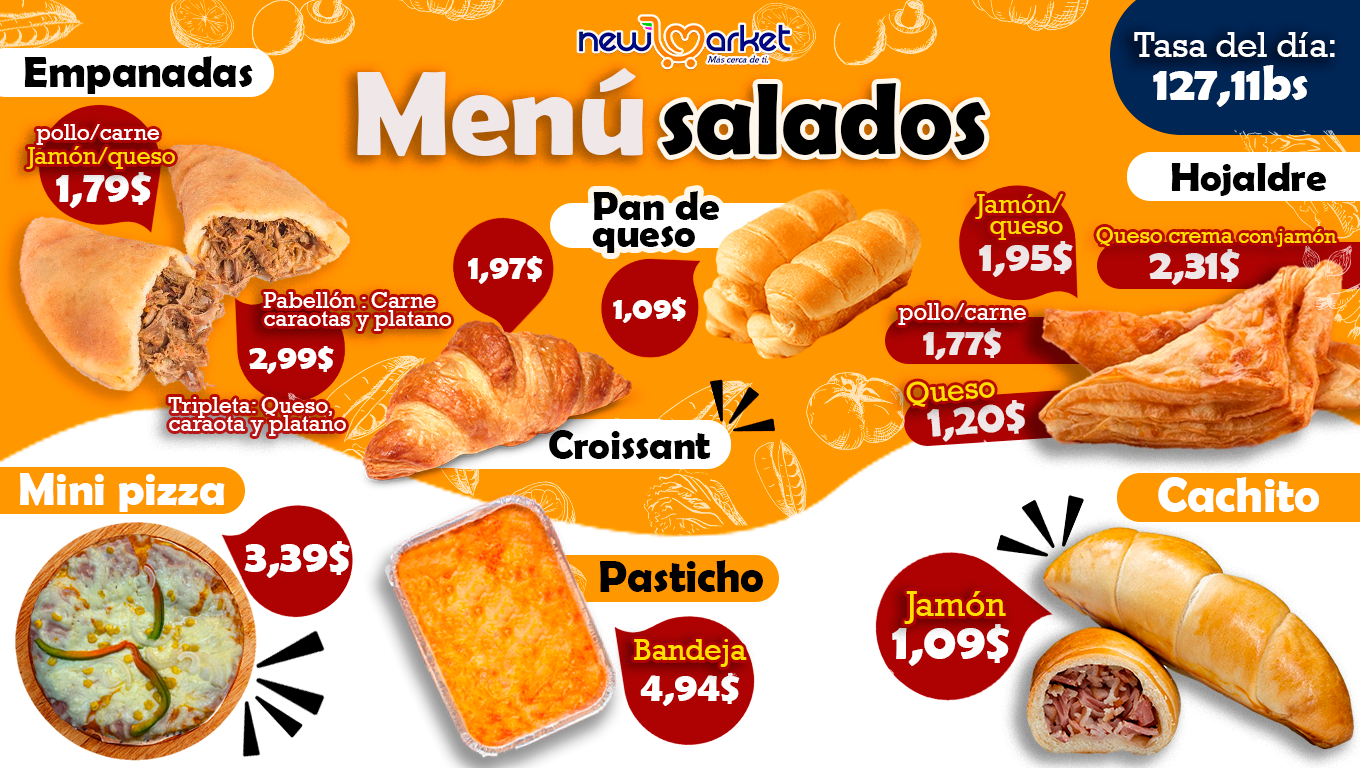 new market
Más cerca de ti.
Menú salados
Tasa del día:
127,11bs
Empanadas
pollo/carne
Jamón/queso
1,79$
Pabellón : Carne
caraotas y platano
2,99$
Tripleta: Queso,
caraota y platano
1,97$
Croissant
Pan de
queso
1,09$
Hojaldre
Jamón/
queso
1,95$
Queso crema con jamón
2,31$
pollo/carne
1,77$
Queso
1,20$
Mini pizza
3,39$
Pasticho
Bandeja
4,94$
Cachito
Jamón
1,09$